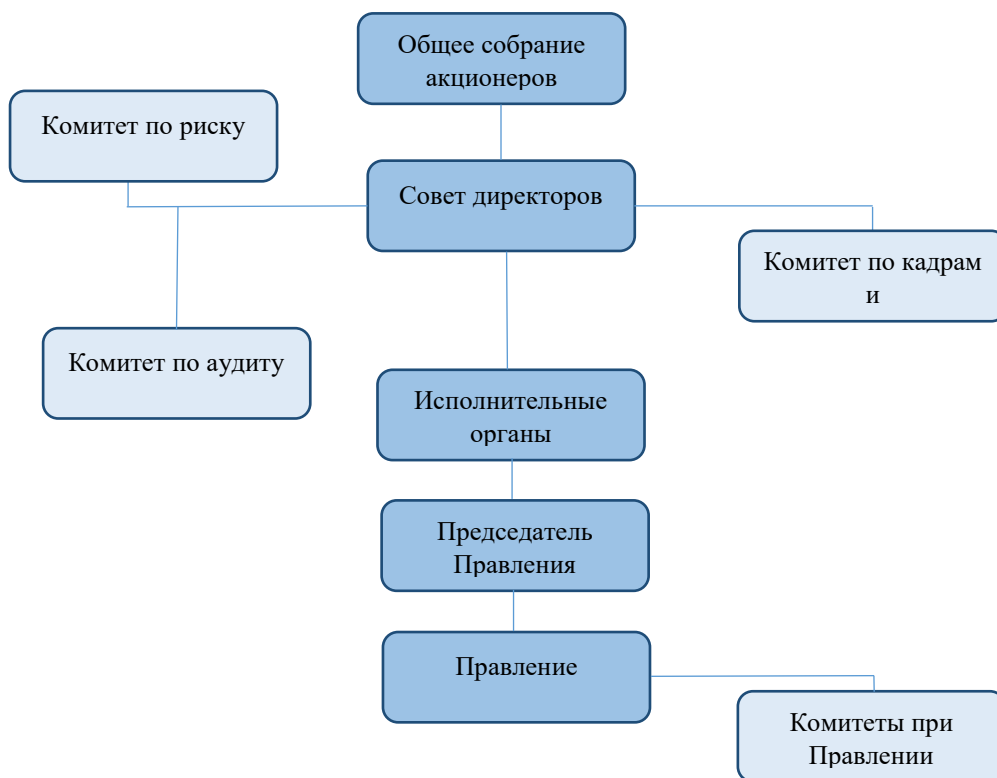 Общее собрание
акционеров
Комитет по риску
Совет директоров
Комитет по кадрам
и
Комитет по аудиту
Исполнительные
органы
Председатель
Правления
Правление
Комитеты при
Правлении